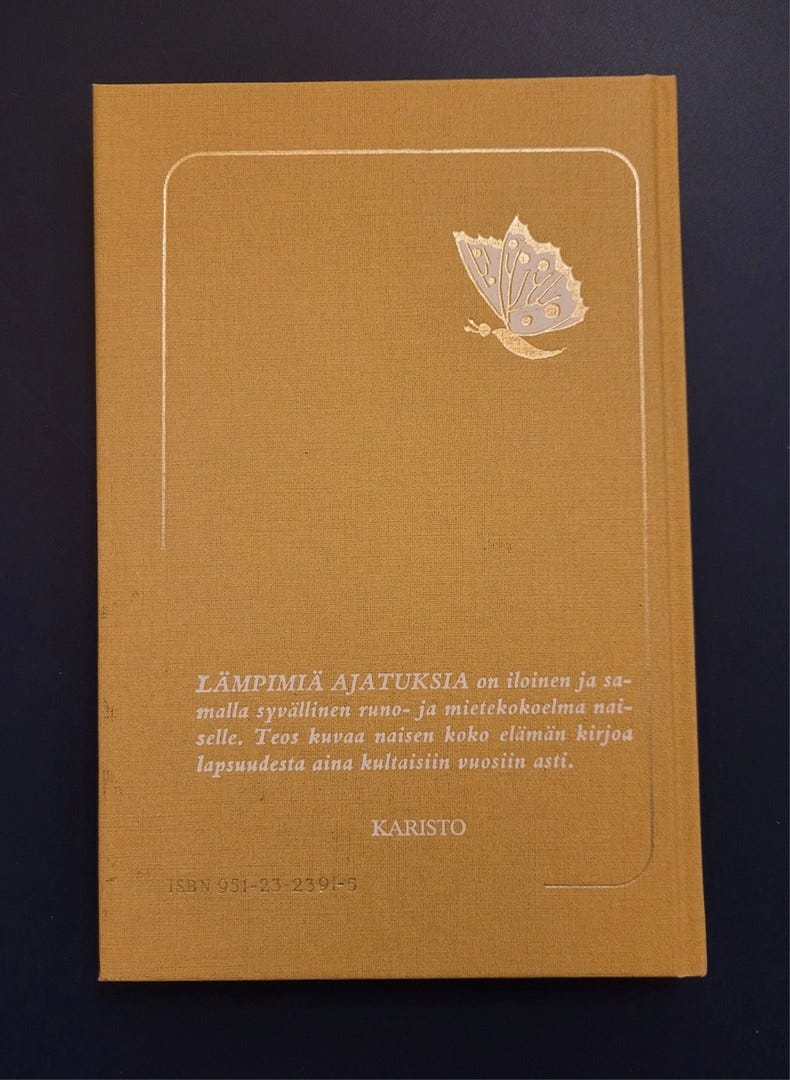 LÄMPIMIÄ AJATUKSIA on iloinen ja sa-
malla syvällinen runo- ja mietekokoelma nai-
selle. Teos kuvaa naisen koko elämän kirjoa
lapsuudesta aina kultaisiin vuosiin asti.
KARISTO
ISBN 951-23-2391-5